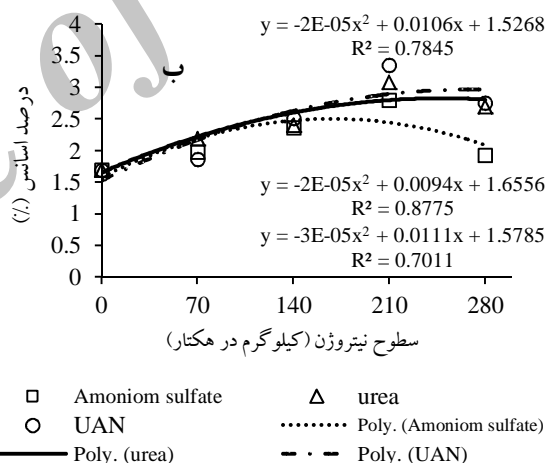 y = -2E-05x² + 0.0106x + 1.5268
R² = 0.7845
ب
4
3.5
3
2.5
2
1.5
1
0.5
0
درصد اسانس (٪)
y = -2E-05x² + 0.0094x + 1.6556
R² = 0.8775
y = -3E-05x² + 0.0111x + 1.5785
R² = 0.7011
0 70 140 210 280
سطوح نیتروژن (کیلوگرم در هکتار)
Amoniom sulfate urea
UAN Poly. (Amoniom sulfate)
Poly. (urea) Poly. (UAN)